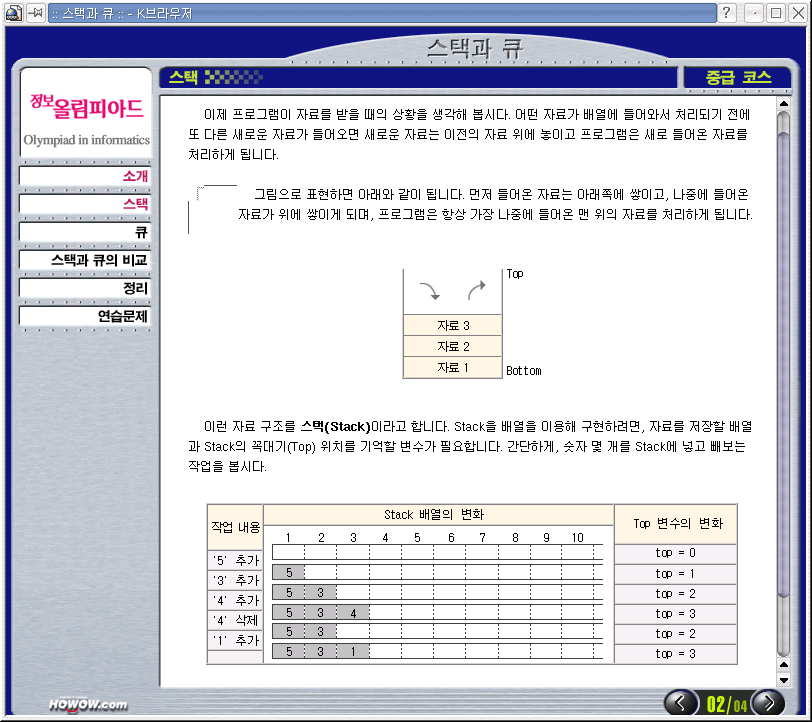 :: 스택과 큐 :: - K브라우저
스택과 큐
스택
중급 코스
정보올림피아드
Olympiad in informatics
소개
스택
큐
스택과 큐의 비교
정리
연습문제
이제 프로그램이 자료를 받을 때의 상황을 생각해 봅시다. 어떤 자료가 배열에 들어와서 처리되기 전에
또 다른 새로운 자료가 들어오면 새로운 자료는 이전의 자료 위에 놓이고 프로그램은 새로 들어온 자료를
처리하게 됩니다.
그림으로 표현하면 아래와 같이 됩니다. 먼저 들어온 자료는 아래쪽에 쌓이고, 나중에 들어온
자료가 위에 쌓이게 되며, 프로그램은 항상 가장 나중에 들어온 맨 위의 자료를 처리하게 됩니다.
Top
자료 3
자료 2
자료 1
Bottom
이런 자료 구조를 스택(Stack)이라고 합니다. Stack을 배열을 이용해 구현하려면, 자료를 저장할 배열
과 Stack의 꼭대기(Top) 위치를 기억할 변수가 필요합니다. 간단하게, 숫자 몇 개를 Stack에 넣고 빼보는
작업을 봅시다.
작업 내용 Stack 배열의 변화 Top 변수의 변화
1 2 3 4 5 6 7 8 9 10
top = 0
'5' 추가
5 top = 1
'3' 추가
5 3 top = 2
'4' 추가
5 3 4 top = 3
'4' 삭제
5 3 top = 2
'1' 추가
5 3 1 top = 3
HOWOW.com
02/04